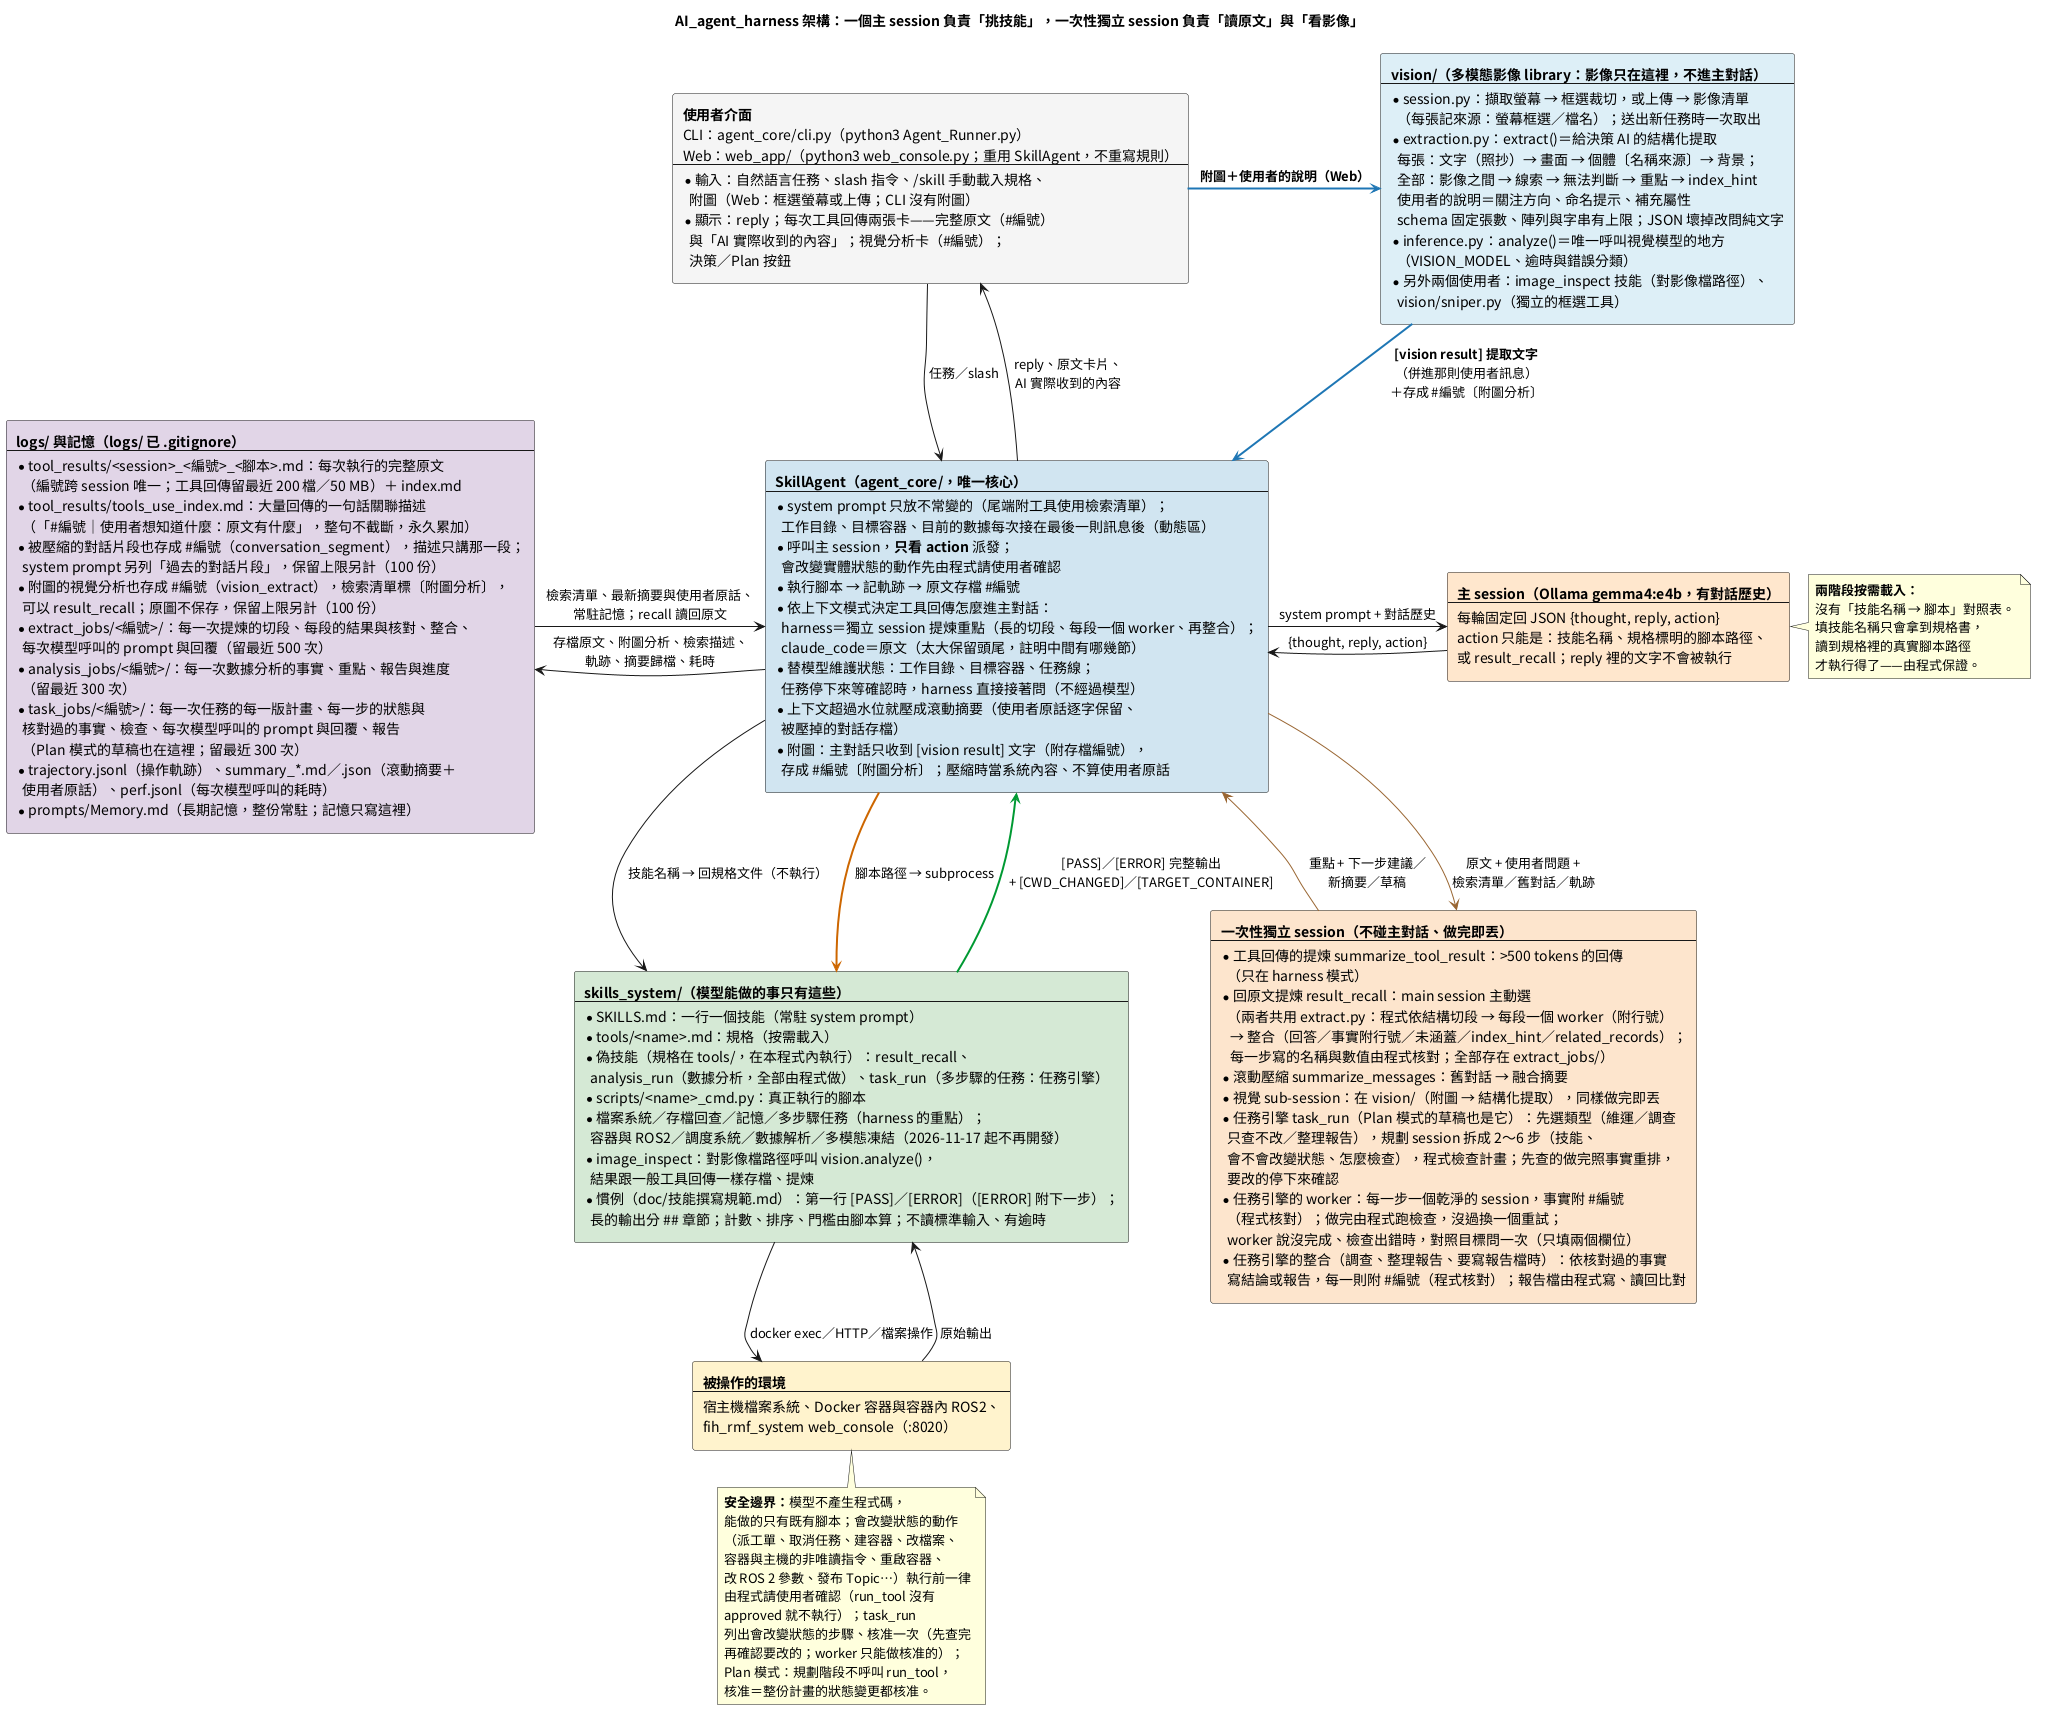 AI_agent_harness 架構：一個主 session 負責「挑技能」，一次性獨立 session 負責「讀原文」與「看影像」
vision/（多模態影像 library：影像只在這裡，不進主對話）
• session.py：擷取螢幕 → 框選裁切，或上傳 → 影像清單
（每張記來源：螢幕框選／檔名）；送出新任務時一次取出
• extraction.py：extract()＝給決策 AI 的結構化提取
每張：文字（照抄）→ 畫面 → 個體〔名稱來源〕→ 背景；
全部：影像之間 → 線索 → 無法判斷 → 重點 → index_hint
使用者的說明＝關注方向、命名提示、補充屬性
schema 固定張數、陣列與字串有上限；JSON 壞掉改問純文字
• inference.py：analyze()＝唯一呼叫視覺模型的地方
（VISION_MODEL、逾時與錯誤分類）
• 另外兩個使用者：image_inspect 技能（對影像檔路徑）、
vision/sniper.py（獨立的框選工具）
使用者介面
CLI：agent_core/cli.py（python3 Agent_Runner.py）
Web：web_app/（python3 web_console.py；重用 SkillAgent，不重寫規則）
• 輸入：自然語言任務、slash 指令、/skill 手動載入規格、
附圖（Web：框選螢幕或上傳；CLI 沒有附圖）
• 顯示：reply；每次工具回傳兩張卡——完整原文（#編號）
與「AI 實際收到的內容」；視覺分析卡（#編號）；
決策／Plan 按鈕
附圖＋使用者的說明（Web）
任務／slash
reply、原文卡片、
AI 實際收到的內容
[vision result] 提取文字
（併進那則使用者訊息）
＋存成 #編號〔附圖分析〕
logs/ 與記憶（logs/ 已 .gitignore）
• tool_results/<session>_<編號>_<腳本>.md：每次執行的完整原文
（編號跨 session 唯一；工具回傳留最近 200 檔／50 MB）＋ index.md
• tool_results/tools_use_index.md：大量回傳的一句話關聯描述
（「#編號｜使用者想知道什麼：原文有什麼」，整句不截斷，永久累加）
• 被壓縮的對話片段也存成 #編號（conversation_segment），描述只講那一段；
system prompt 另列「過去的對話片段」，保留上限另計（100 份）
• 附圖的視覺分析也存成 #編號（vision_extract），檢索清單標〔附圖分析〕，
可以 result_recall；原圖不保存，保留上限另計（100 份）
• extract_jobs/<編號>/：每一次提煉的切段、每段的結果與核對、整合、
每次模型呼叫的 prompt 與回覆（留最近 500 次）
• analysis_jobs/<編號>/：每一次數據分析的事實、重點、報告與進度
（留最近 300 次）
• task_jobs/<編號>/：每一次任務的每一版計畫、每一步的狀態與
核對過的事實、檢查、每次模型呼叫的 prompt 與回覆、報告
（Plan 模式的草稿也在這裡；留最近 300 次）
• trajectory.jsonl（操作軌跡）、summary_*.md／.json（滾動摘要＋
使用者原話）、perf.jsonl（每次模型呼叫的耗時）
• prompts/Memory.md（長期記憶，整份常駐；記憶只寫這裡）
檢索清單、最新摘要與使用者原話、
常駐記憶；recall 讀回原文
存檔原文、附圖分析、檢索描述、
軌跡、摘要歸檔、耗時
SkillAgent（agent_core/，唯一核心）
• system prompt 只放不常變的（尾端附工具使用檢索清單）；
工作目錄、目標容器、目前的數據每次接在最後一則訊息後（動態區）
• 呼叫主 session，只看 action 派發；
會改變實體狀態的動作先由程式請使用者確認
• 執行腳本 → 記軌跡 → 原文存檔 #編號
• 依上下文模式決定工具回傳怎麼進主對話：
harness＝獨立 session 提煉重點（長的切段、每段一個 worker、再整合）；
claude_code＝原文（太大保留頭尾，註明中間有哪幾節）
• 替模型維護狀態：工作目錄、目標容器、任務線；
任務停下來等確認時，harness 直接接著問（不經過模型）
• 上下文超過水位就壓成滾動摘要（使用者原話逐字保留、
被壓掉的對話存檔）
• 附圖：主對話只收到 [vision result] 文字（附存檔編號），
存成 #編號〔附圖分析〕；壓縮時當系統內容、不算使用者原話
system prompt + 對話歷史
{thought, reply, action}
主 session（Ollama gemma4:e4b，有對話歷史）
每輪固定回 JSON {thought, reply, action}
action 只能是：技能名稱、規格標明的腳本路徑、
或 result_recall；reply 裡的文字不會被執行
兩階段按需載入：
沒有「技能名稱 → 腳本」對照表。
填技能名稱只會拿到規格書，
讀到規格裡的真實腳本路徑
才執行得了——由程式保證。
技能名稱 → 回規格文件（不執行）
腳本路徑 → subprocess
[PASS]／[ERROR] 完整輸出
+ [CWD_CHANGED]／[TARGET_CONTAINER]
重點 + 下一步建議／
新摘要／草稿
原文 + 使用者問題 +
檢索清單／舊對話／軌跡
skills_system/（模型能做的事只有這些）
• SKILLS.md：一行一個技能（常駐 system prompt）
• tools/<name>.md：規格（按需載入）
• 偽技能（規格在 tools/，在本程式內執行）：result_recall、
analysis_run（數據分析，全部由程式做）、task_run（多步驟的任務：任務引擎）
• scripts/<name>_cmd.py：真正執行的腳本
• 檔案系統／存檔回查／記憶／多步驟任務（harness 的重點）；
容器與 ROS2／調度系統／數據解析／多模態凍結（2026-11-17 起不再開發）
• image_inspect：對影像檔路徑呼叫 vision.analyze()，
結果跟一般工具回傳一樣存檔、提煉
• 慣例（doc/技能撰寫規範.md）：第一行 [PASS]／[ERROR]（[ERROR] 附下一步）；
長的輸出分 ## 章節；計數、排序、門檻由腳本算；不讀標準輸入、有逾時
一次性獨立 session（不碰主對話、做完即丟）
• 工具回傳的提煉 summarize_tool_result：>500 tokens 的回傳
（只在 harness 模式）
• 回原文提煉 result_recall：main session 主動選
（兩者共用 extract.py：程式依結構切段 → 每段一個 worker（附行號）
→ 整合（回答／事實附行號／未涵蓋／index_hint／related_records）；
每一步寫的名稱與數值由程式核對；全部存在 extract_jobs/）
• 滾動壓縮 summarize_messages：舊對話 → 融合摘要
• 視覺 sub-session：在 vision/（附圖 → 結構化提取），同樣做完即丟
• 任務引擎 task_run（Plan 模式的草稿也是它）：先選類型（維運／調查
只查不改／整理報告），規劃 session 拆成 2～6 步（技能、
會不會改變狀態、怎麼檢查），程式檢查計畫；先查的做完照事實重排，
要改的停下來確認
• 任務引擎的 worker：每一步一個乾淨的 session，事實附 #編號
（程式核對）；做完由程式跑檢查，沒過換一個重試；
worker 說沒完成、檢查出錯時，對照目標問一次（只填兩個欄位）
• 任務引擎的整合（調查、整理報告、要寫報告檔時）：依核對過的事實
寫結論或報告，每一則附 #編號（程式核對）；報告檔由程式寫、讀回比對
docker exec／HTTP／檔案操作
原始輸出
被操作的環境
宿主機檔案系統、Docker 容器與容器內 ROS2、
fih_rmf_system web_console（:8020）
安全邊界：模型不產生程式碼，
能做的只有既有腳本；會改變狀態的動作
（派工單、取消任務、建容器、改檔案、
容器與主機的非唯讀指令、重啟容器、
改 ROS 2 參數、發布 Topic…）執行前一律
由程式請使用者確認（run_tool 沒有
approved 就不執行）；task_run
列出會改變狀態的步驟、核准一次（先查完
再確認要改的；worker 只能做核准的）；
Plan 模式：規劃階段不呼叫 run_tool，
核准＝整份計畫的狀態變更都核准。